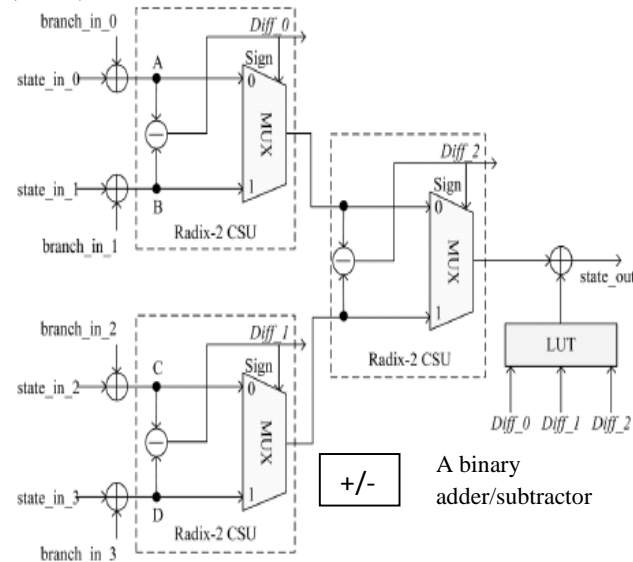 branch_in_0
Diff_0
A
Sign
state_in_0
0
MUX
Diff_2
Sign
state_in_1
1
B
0
branch_in_1
Radix-2 CSU
MUX
state_out
branch_in_2
Diff_1
1
LUT
C
Sign
Radix-2 CSU
state_in_2
0
MUX
Diff_0 Diff_1 Diff_2
+/-
A binary
adder/subtractor
state_in_3
1
D
Radix-2 CSU
branch_in_3